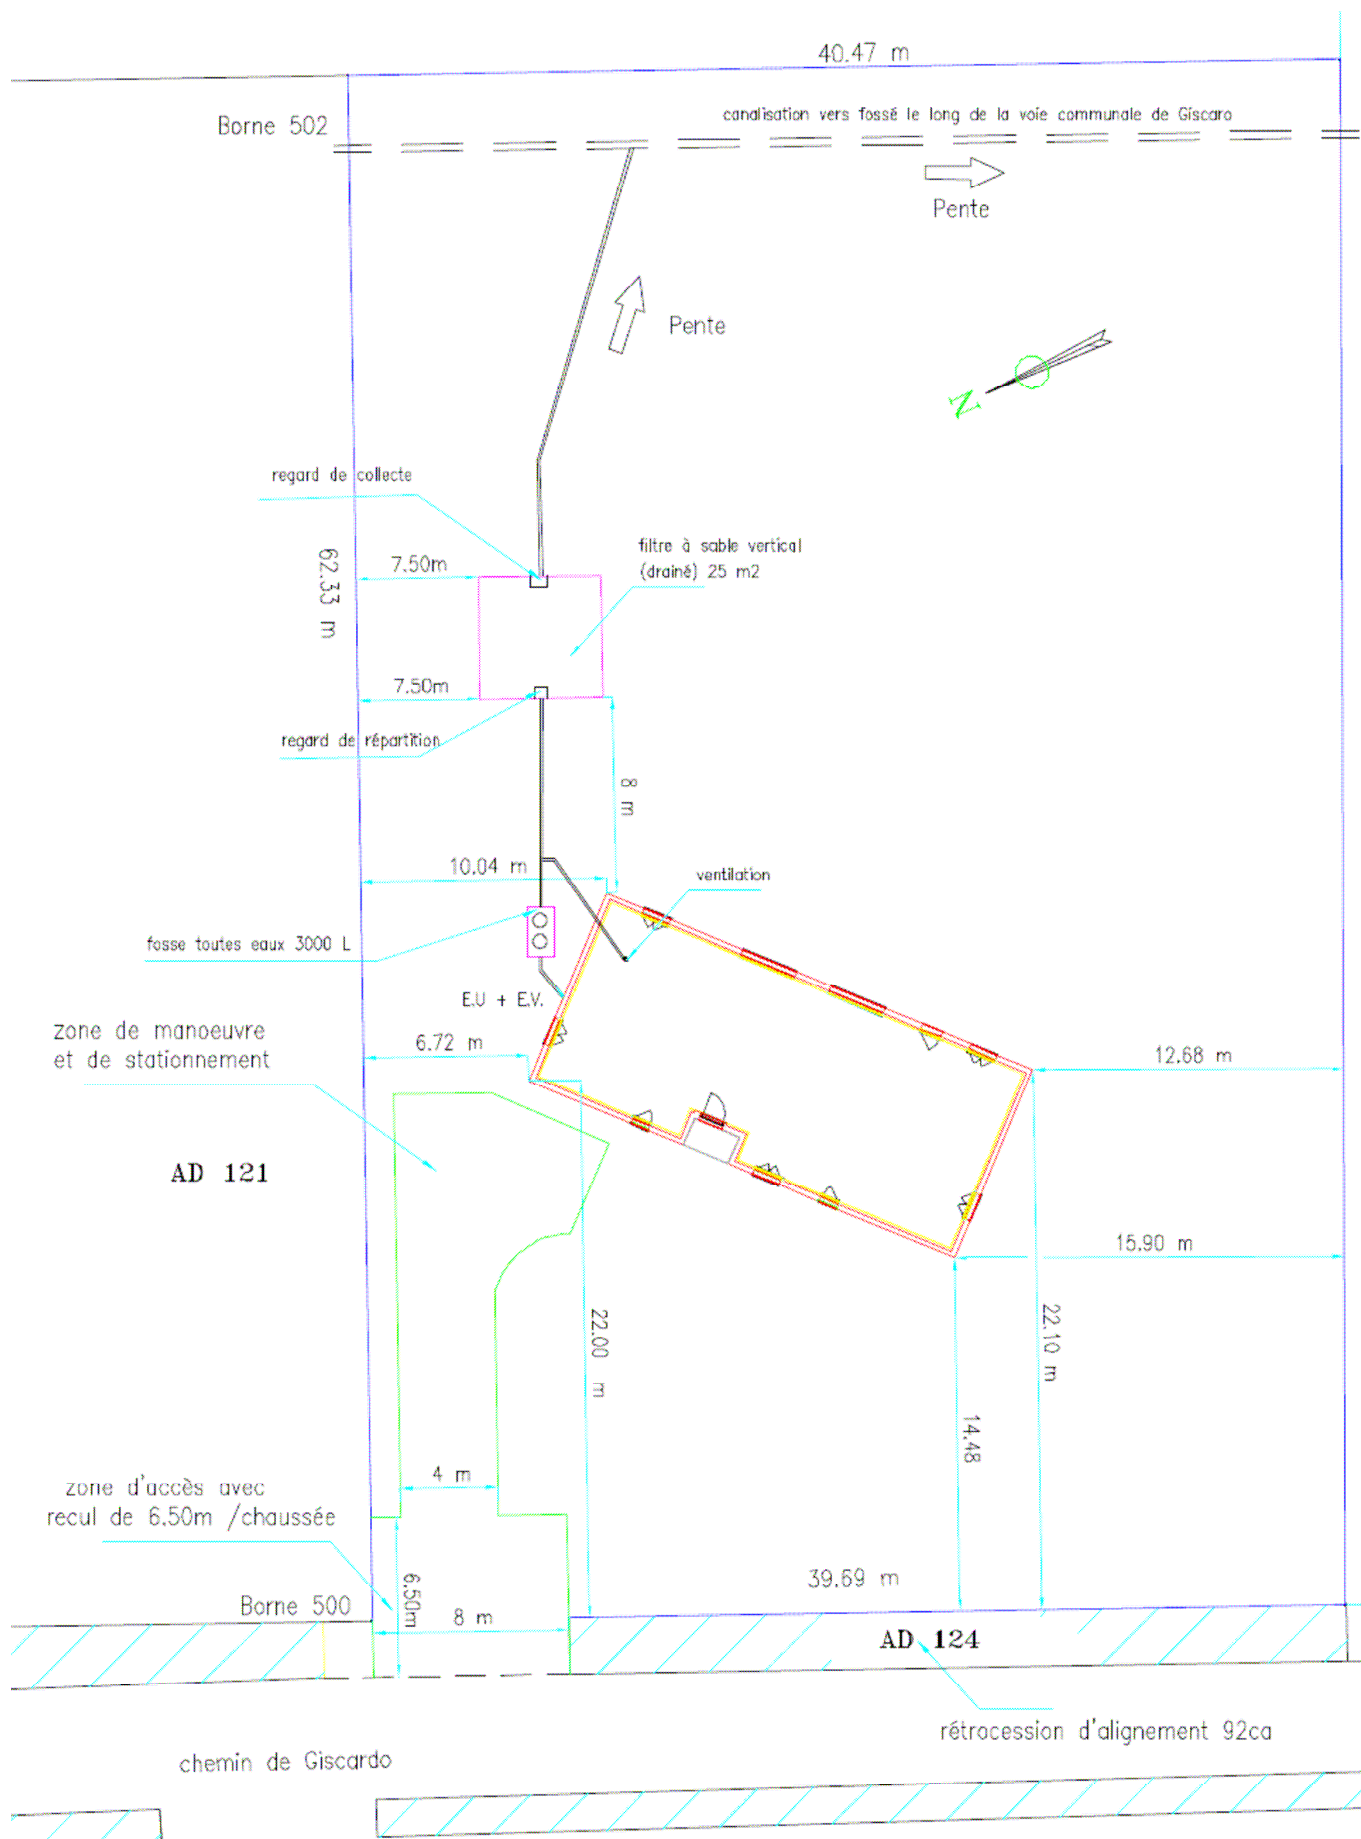 40.47 m
canalisation vers fossé le long de la voie communale de Giscaro
Borne 502
Pente
Pente
N
regard de collecte
filtre à sable vertical
(drainé) 25 m2
7.50m
62.33 m
7.50m
regard de répartition
8 m
10.04 m
ventilation
fosse toutes eaux 3000 L
E.U + E.V.
zone de manoeuvre
et de stationnement
6.72 m
12.68 m
AD 121
15.90 m
22.00 m
22.10 m
14.48
4 m
zone d'accès avec
recul de 6.50m /chaussée
39.69 m
6.50m
Borne 500
8 m
AD 124
rétrocession d'alignement 92ca
chemin de Giscardo